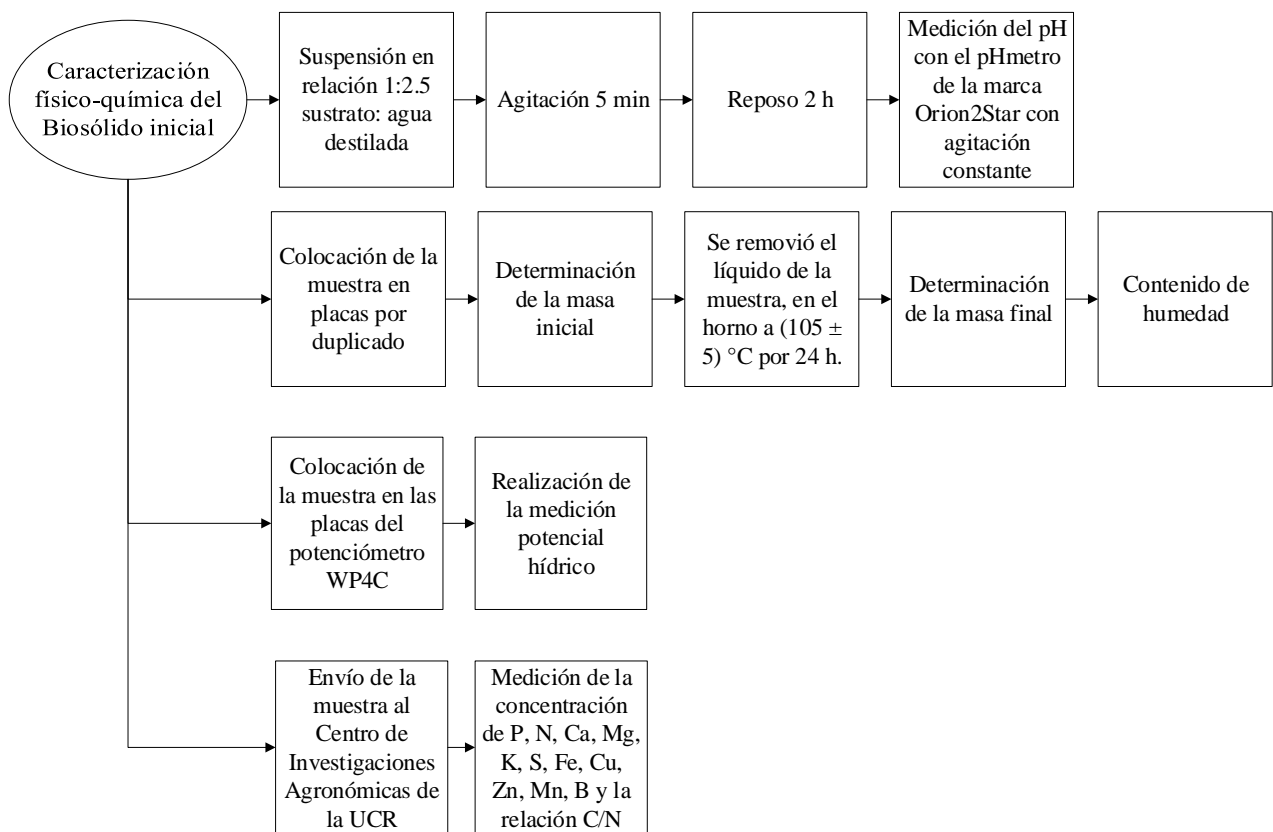 Caracterización
físico-química del
Biosólido inicial
Suspensión en
relación 1:2.5
sustrato: agua
destilada
Agitación 5 min
Reposo 2 h
Medición del pH
con el pHmetro
de la marca
Orion2Star con
agitación
constante
Colocación de la
muestra en
placas por
duplicado
Determinación
de la masa
inicial
Se removió el
líquido de la
muestra, en el
horno a (105 ±
5) °C por 24 h.
Determinación
de la masa final
Contenido de
humedad
Colocación de
la muestra en las
placas del
potenciómetro
WP4C
Realización de
la medición
potencial
hídrico
Envío de la
muestra al
Centro de
Investigaciones
Agronómicas de
la UCR
Medición de la
concentración
de P, N, Ca, Mg,
K, S, Fe, Cu,
Zn, Mn, B y la
relación C/N